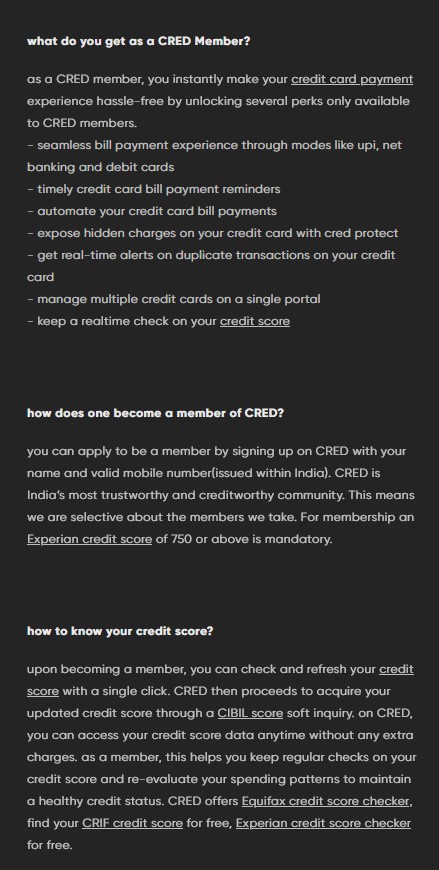 what do you get as a CRED Member?
as a CRED member, you instantly make your credit card payment
experience hassle-free by unlocking several perks only available
to CRED members.
- seamless bill payment experience through modes like upi, net
banking and debit cards
- timely credit card bill payment reminders
- automate your credit card bill payments
- expose hidden charges on your credit card with cred protect
- get real-time alerts on duplicate transactions on your credit
card
- manage multiple credit cards on a single portal
- keep a realtime check on your credit score
how does one become a member of CRED?
you can apply to be a member by signing up on CRED with your
name and valid mobile number(issued within India). CRED is
India's most trustworthy and creditworthy community. This means
we are selective about the members we take. For membership an
Experian credit score of 750 or above is mandatory.
how to know your credit score?
upon becoming a member, you can check and refresh your credit
score with a single click. CRED then proceeds to acquire your
updated credit score through a CIBIL score soft inquiry. on CRED,
you can access your credit score data anytime without any extra
charges. as a member, this helps you keep regular checks on your
credit score and re-evaluate your spending patterns to maintain
a healthy credit status. CRED offers Equifax credit score checker,
find your CRIF credit score for free, Experian credit score checker
for free.